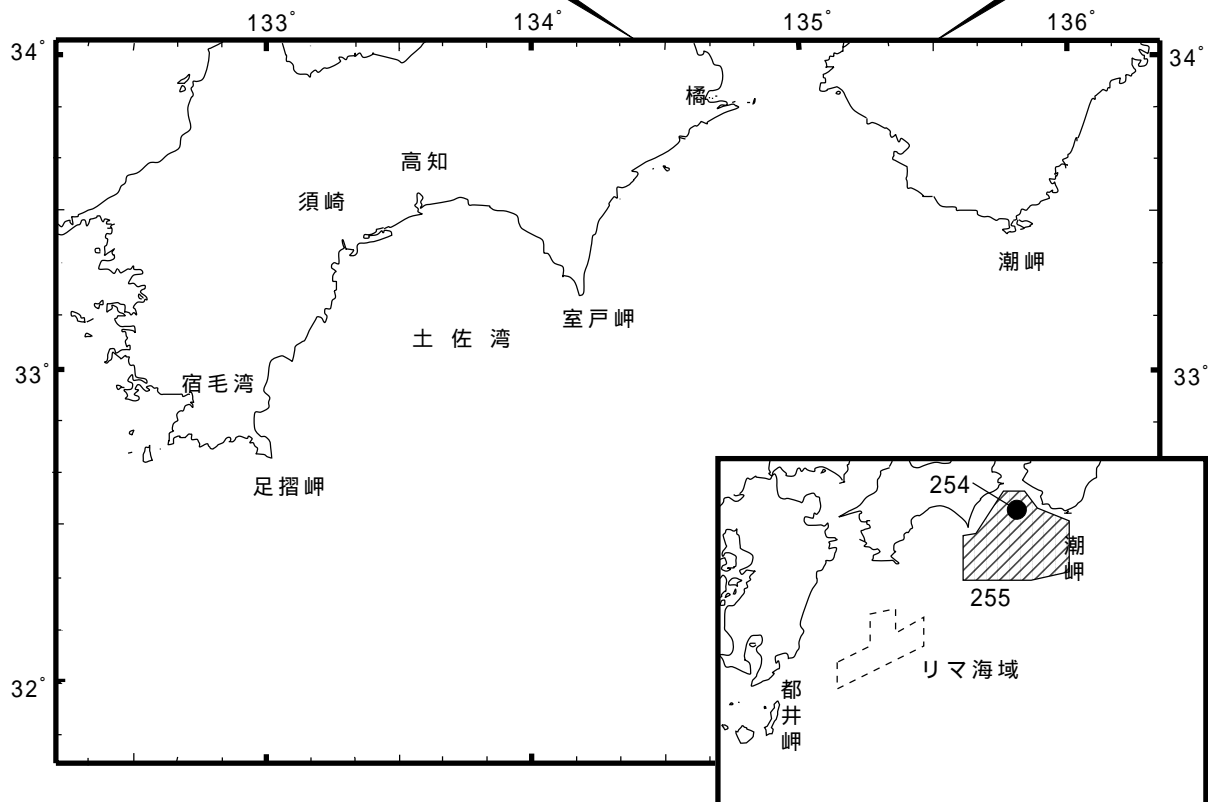 133°
134°
135°
136°
34°
34°
橘
高知
須崎
潮岬
室戸岬
土佐湾
33°
33°
宿毛湾
足摺岬
254
潮岬
255
リマ海域
32°
都井岬